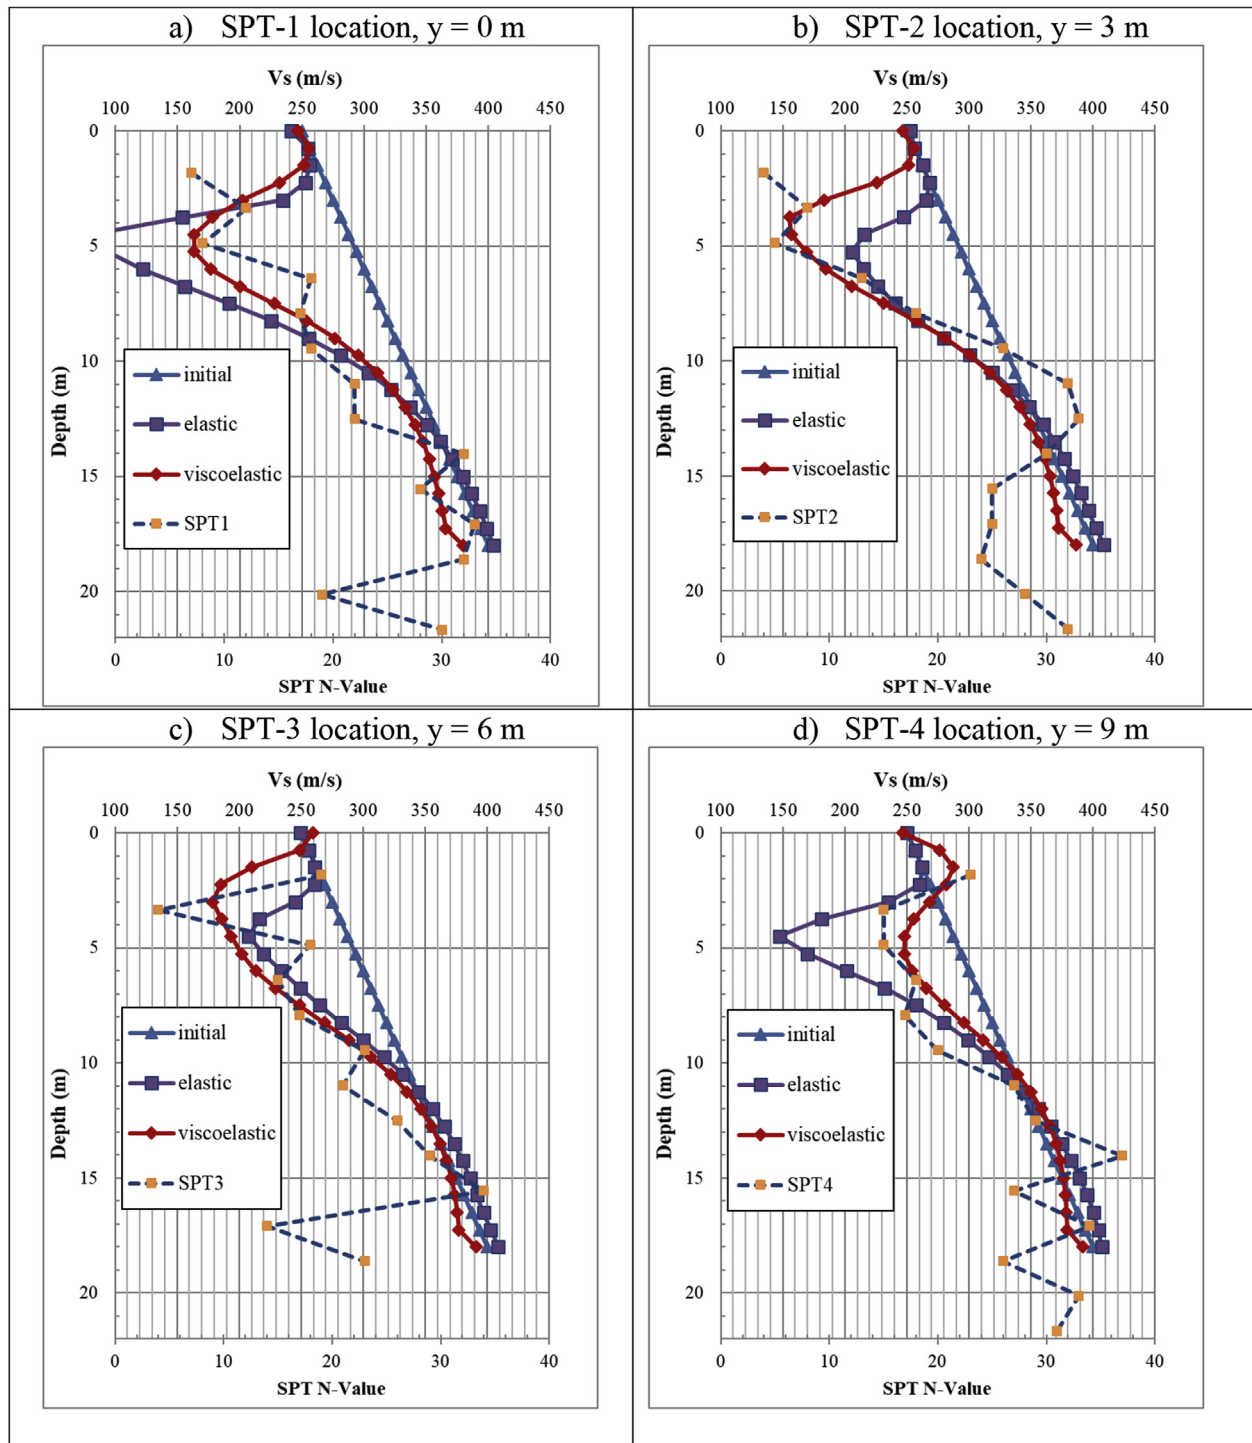 a) SPT-1 location, y = 0 m
Vs (m/s)
100 150 200 250 300 350 400 450
0
5
10
15
20
Depth (m)
initial
elastic
viscoelastic
SPT1
0 10 20 30 40
SPT N-Value
b) SPT-2 location, y = 3 m
Vs (m/s)
100 150 200 250 300 350 400 450
0
5
10
15
20
Depth (m)
initial
elastic
viscoelastic
SPT2
0 10 20 30 40
SPT N-Value
c) SPT-3 location, y = 6 m
Vs (m/s)
100 150 200 250 300 350 400 450
0
5
10
15
20
Depth (m)
initial
elastic
viscoelastic
SPT3
0 10 20 30 40
SPT N-Value
d) SPT-4 location, y = 9 m
Vs (m/s)
100 150 200 250 300 350 400 450
0
5
10
15
20
Depth (m)
initial
elastic
viscoelastic
SPT4
0 10 20 30 40
SPT N-Value